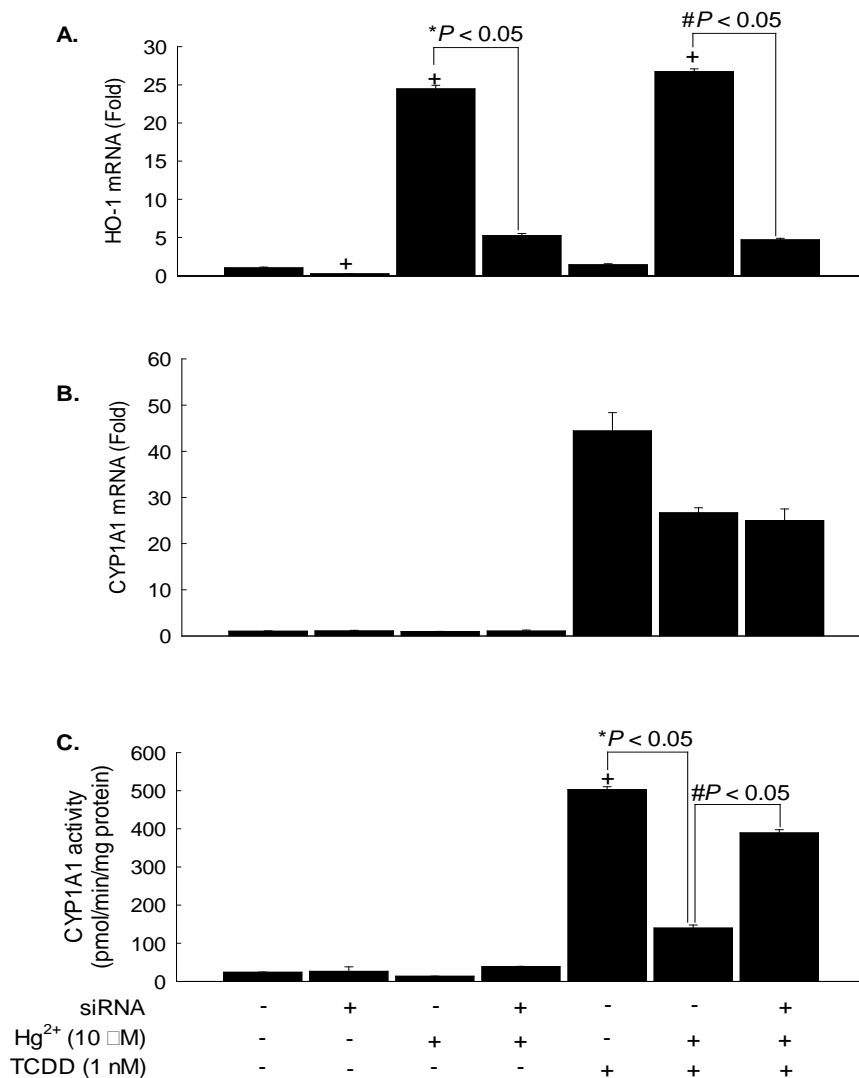 A.
*P < 0.05
#P < 0.05
HO-1 mRNA (Fold)
30
25
20
15
10
5
0
+
+
+
B.
CYP1A1 mRNA (Fold)
60
50
40
30
20
10
0
C.
*P < 0.05
#P < 0.05
CYP1A1 activity
(pmol/min/mg protein)
600
500
400
300
200
100
0
+
siRNA - + - + - - +
Hg²⁺ (10 □M) - - + + - + +
TCDD (1 nM) - - - - + + +